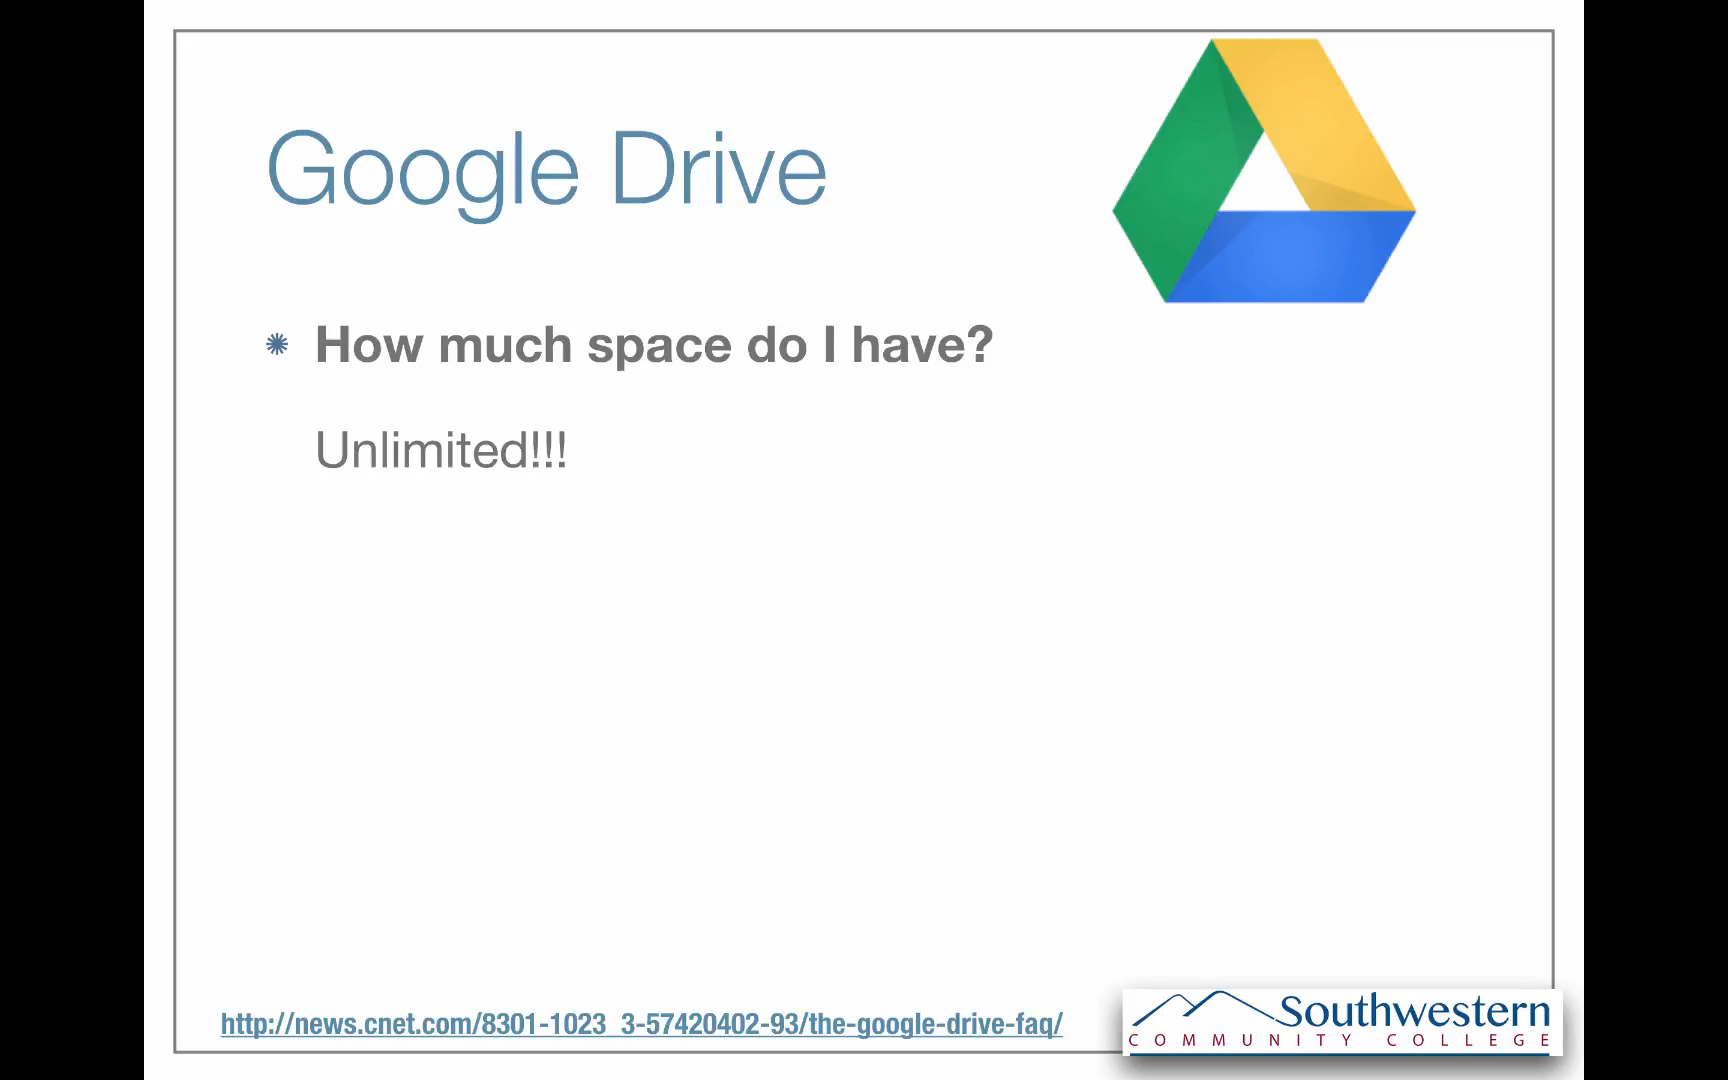 Google Drive
How much space do I have?
Unlimited!!!
http://news.cnet.com/8301-1023_3-57420402-93/the-google-drive-faq/
Southwestern
COMMUNITY COLLEGE